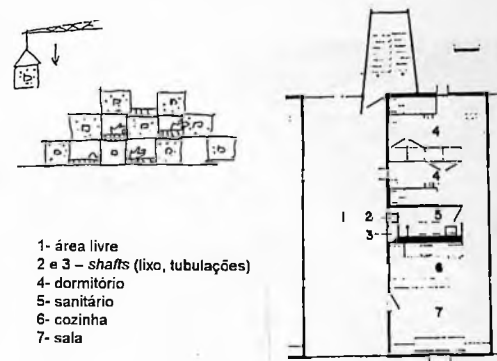 1- área livre
2 e 3 – shafts (lixo, tubulações)
4- dormitório
5- sanitário
6- cozinha
7- sala
4
4
1 2 5
3
6
7